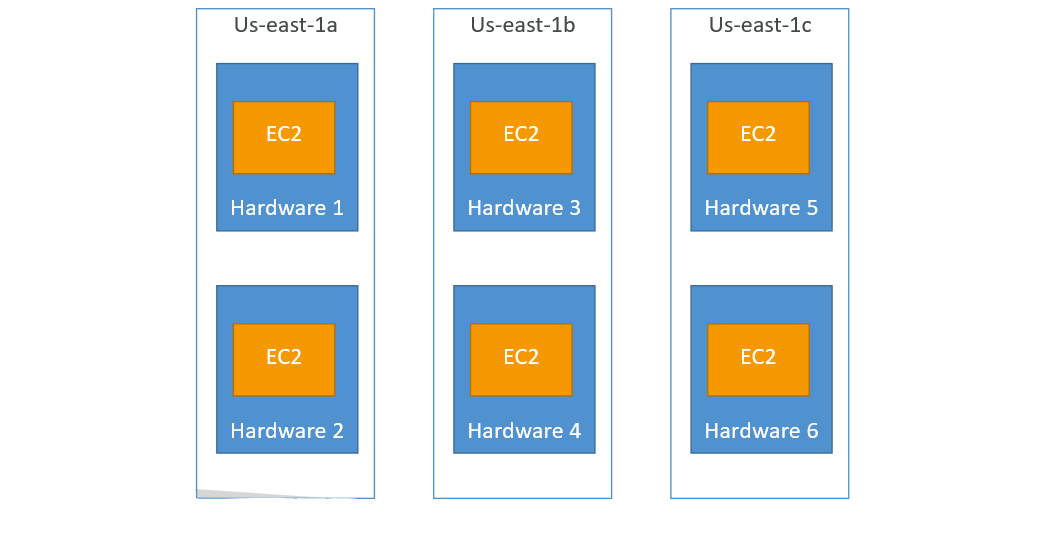 Us-east-1a
EC2
Hardware 1
EC2
Hardware 2
Us-east-1b
EC2
Hardware 3
EC2
Hardware 4
Us-east-1c
EC2
Hardware 5
EC2
Hardware 6